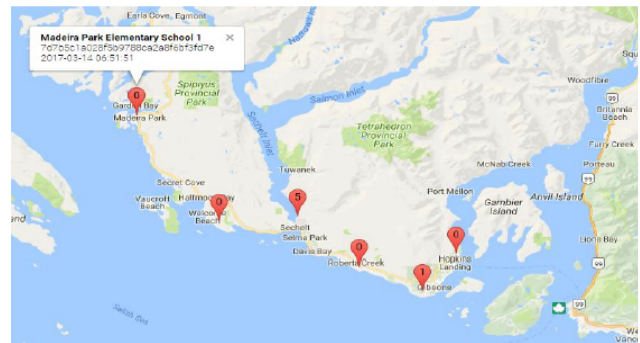 Earls Cove, Egmont
Madeira Park Elementary School 1
2017-03-14 06:51:51
Spipiyus
Provincial
Park
Sechelt Inlet
Salmon Inlet
0
Garden Bay
Madeira Park
Tetrahedron
Provincial
Park
Woodfibre
99
Britannia
Beach
Furry Creek
Porteau
McNab Creek
Tuwanek
Port Mellon
Gambier
Island
Anvil Island
Secret Cove
Vaucroft
Beach
Halfmoon Bay
0
Welcome
Beach
5
Sechelt
Selma Park
Davis Bay
0
Roberts Creek
0
Hopkins
Landing
1
Gibsons
Lions Bay
99
99